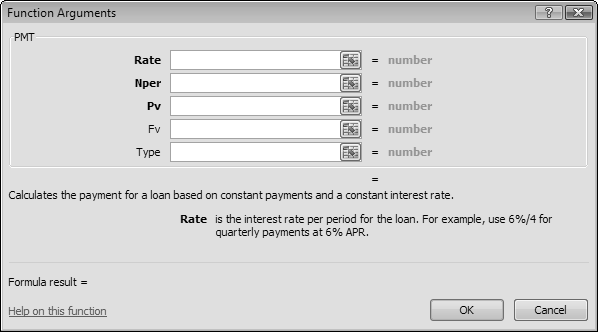 Function Arguments
PMT
Rate = number
Nper = number
Pv = number
Fv = number
Type = number
=
Calculates the payment for a loan based on constant payments and a constant interest rate.
Rate is the interest rate per period for the loan. For example, use 6%/4 for
quarterly payments at 6% APR.
Formula result =
Help on this function
OK
Cancel